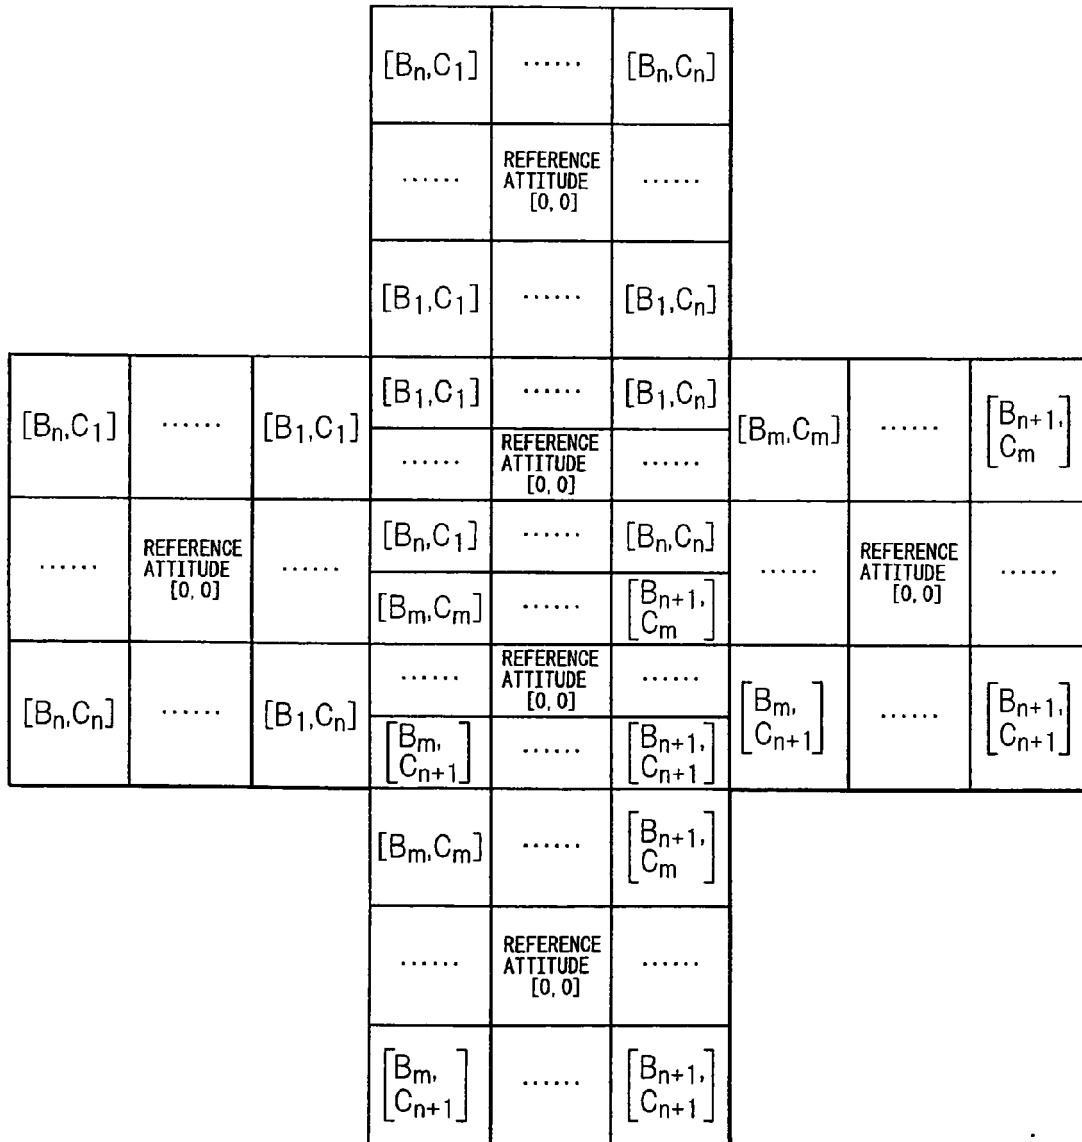 [Bn,C1] ...... [Bn,Cn]
...... REFERENCE ATTITUDE [0,0] ......
[B1,C1] ...... [B1,Cn]
[Bn,C1] ...... [B1,C1] [B1,C1] ...... [B1,Cn] [Bm,Cm] ...... [Bn+1, Cm]
...... REFERENCE ATTITUDE [0,0] ......
...... REFERENCE ATTITUDE [0,0] ...... [Bn,C1] ...... [Bn,Cn] ...... REFERENCE ATTITUDE [0,0] ......
[Bm,Cm] ...... [Bn+1, Cm]
[Bn,Cn] ...... [B1,Cn] ...... REFERENCE ATTITUDE [0,0] ...... [Bm, Cn+1] ...... [Bn+1, Cn+1]
[Bm, Cn+1] ...... [Bn+1, Cn+1]
[Bm,Cm] ...... [Bn+1, Cm]
...... REFERENCE ATTITUDE [0,0] ......
[Bm, Cn+1] ...... [Bn+1, Cn+1]